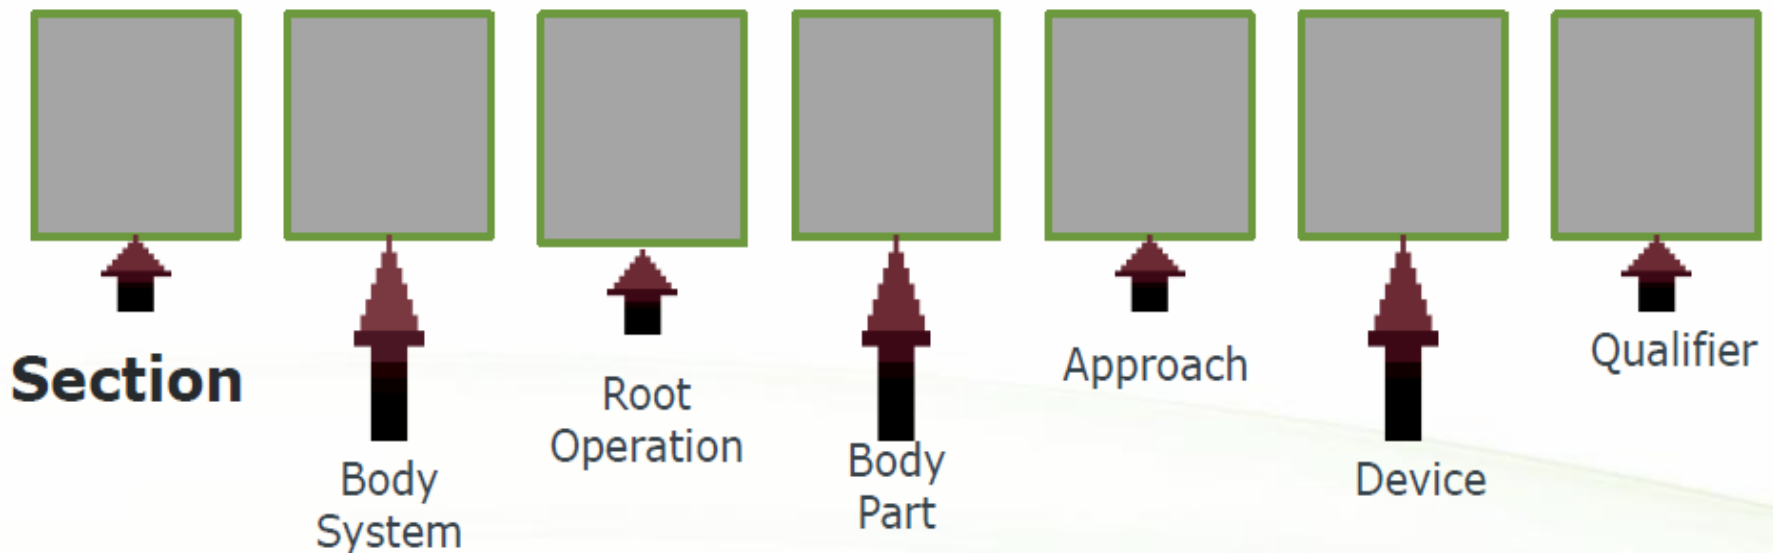 Section
Body
System
Root
Operation
Body
Part
Approach
Device
Qualifier